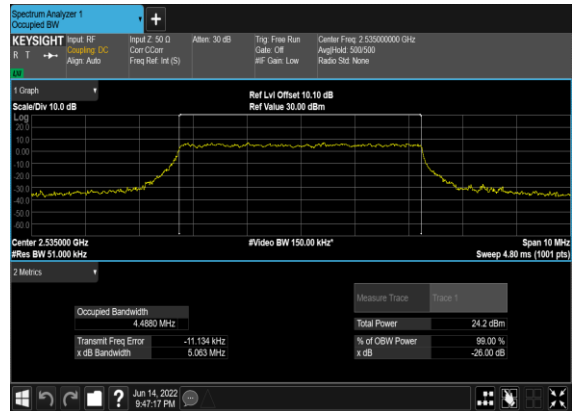 Spectrum Analyzer 1
Occupied BW
+
KEYSIGHT Input: RF Input Z: 50 Ω Atten: 30 dB Trig: Free Run Center Freq: 2.535000000 GHz
R T Coupling: DC Corr CCorr Gate: Off Avg|Hold: 500/500
Align: Auto Freq Ref: Int (S) #IF Gain: Low Radio Std: None
LW
1 Graph
Ref Lvl Offset 10.10 dB
Scale/Div 10.0 dB Ref Value 30.00 dBm
Log
20.0
10.0
0.00
-10.0
-20.0
-30.0
-40.0
-50.0
-60.0
Center 2.535000 GHz #Video BW 150.00 kHz* Span 10 MHz
#Res BW 51.000 kHz Sweep 4.80 ms (1001 pts)
2 Metrics
Measure Trace Trace 1
Occupied Bandwidth
4.4880 MHz Total Power 24.2 dBm
Transmit Freq Error -11.134 kHz % of OBW Power 99.00 %
x dB Bandwidth 5.063 MHz x dB -26.00 dB
? Jun 14, 2022
9:47:17 PM